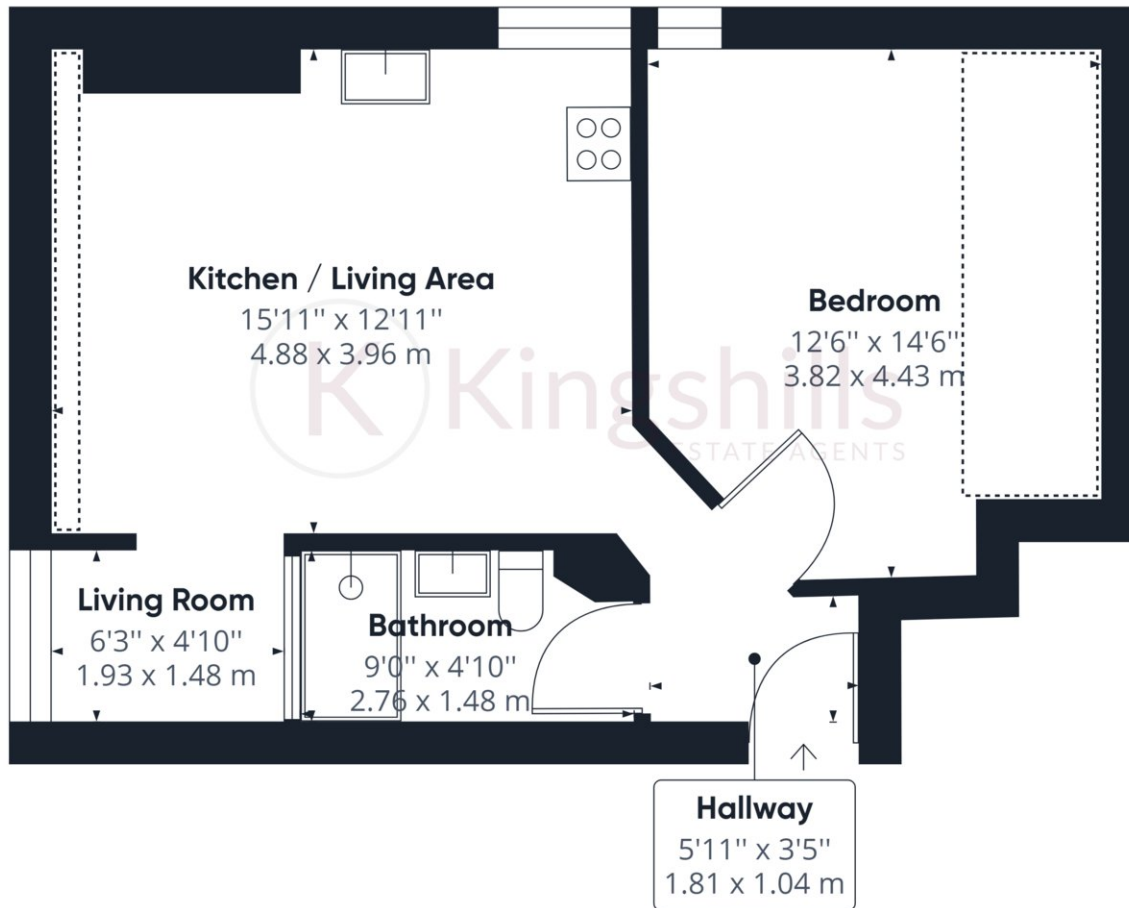 Kitchen / Living Area
15'11'' x 12'11''
4.88 x 3.96 m
Bedroom
12'6'' x 14'6''
3.82 x 4.43 m
K Kingshills
ESTATE AGENTS
Living Room
6'3'' x 4'10''
1.93 x 1.48 m
Bathroom
9'0'' x 4'10''
2.76 x 1.48 m
Hallway
5'11'' x 3'5''
1.81 x 1.04 m